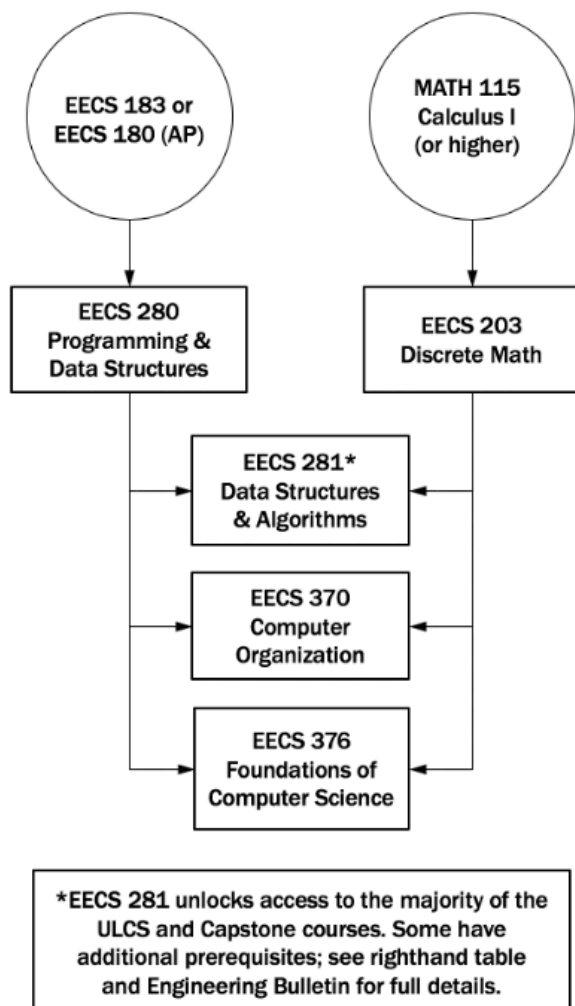 EECS 183 or
EECS 180 (AP)
MATH 115
Calculus I
(or higher)
EECS 280
Programming &
Data Structures
EECS 203
Discrete Math
EECS 281*
Data Structures
& Algorithms
EECS 370
Computer
Organization
EECS 376
Foundations of
Computer Science
*EECS 281 unlocks access to the majority of the
ULCS and Capstone courses. Some have
additional prerequisites; see righthand table
and Engineering Bulletin for full details.